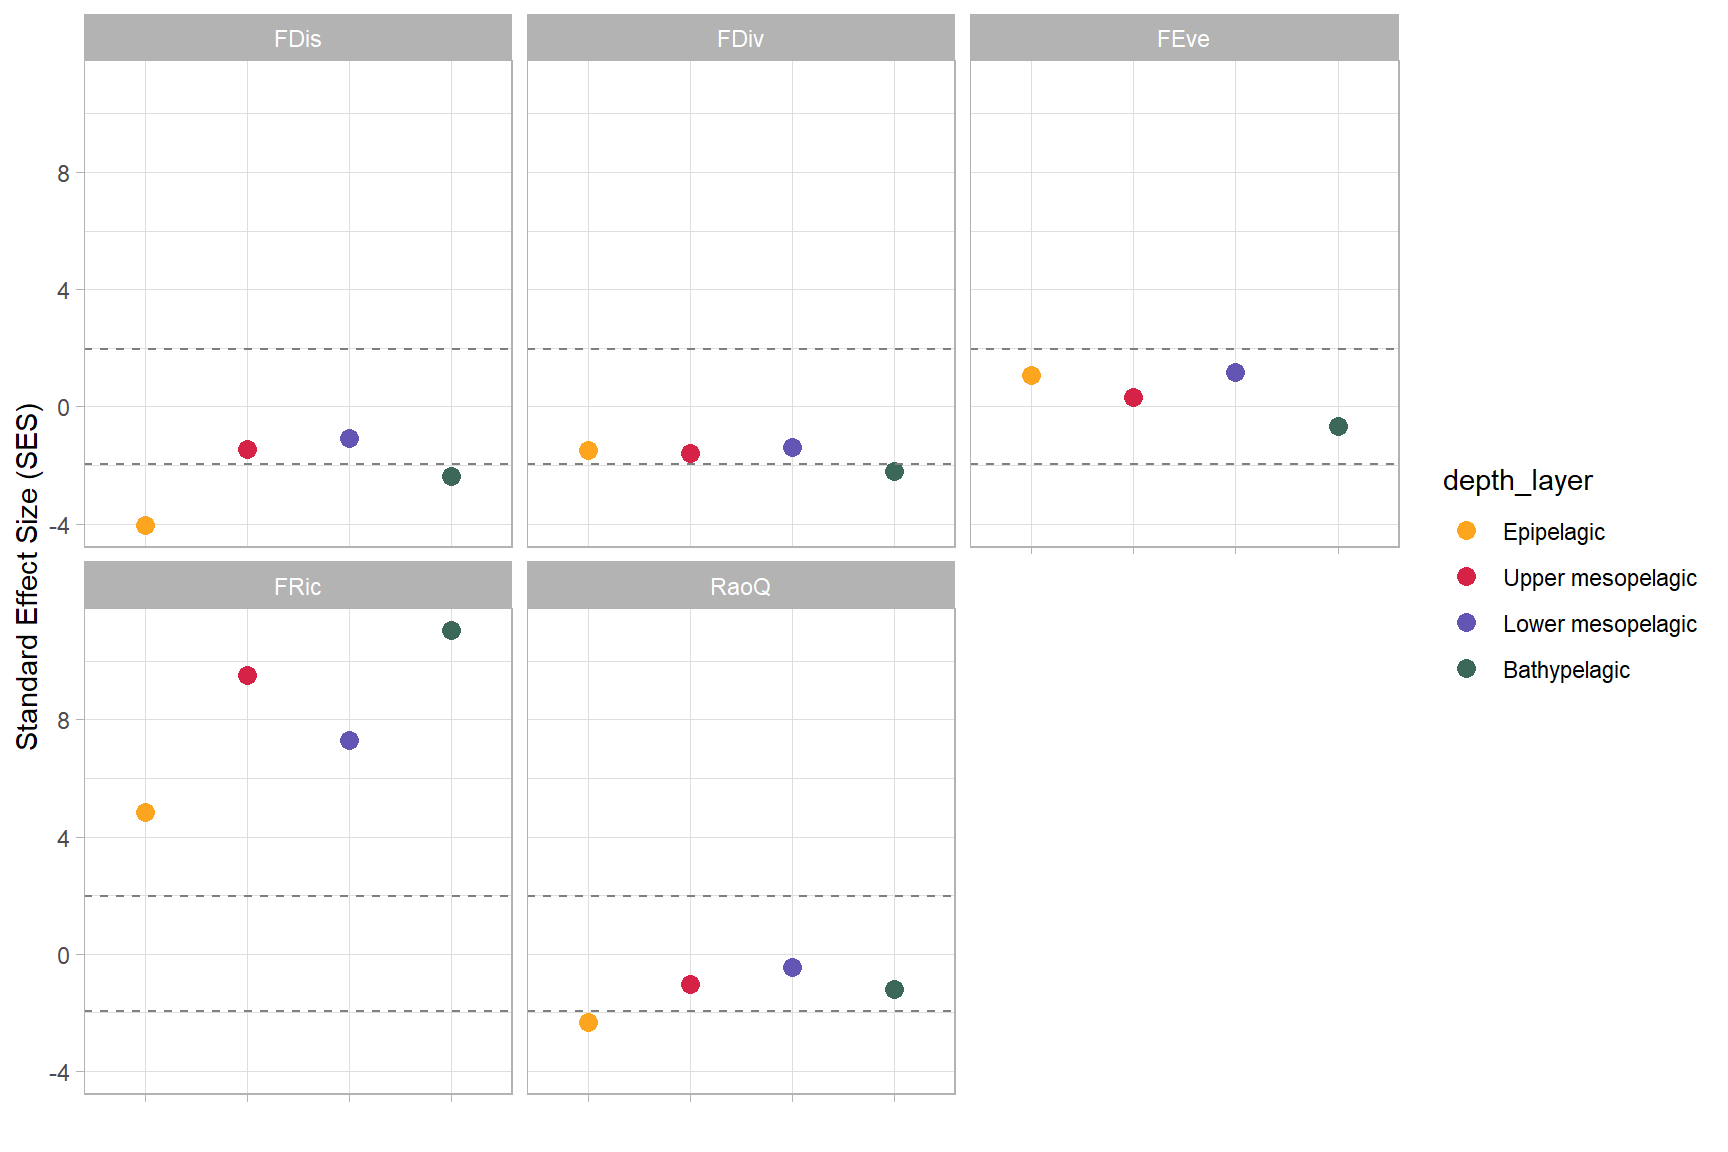 FDis
FDiv
FEve
8
4
0
-4
FRic
RaoQ
8
4
0
-4
Standard Effect Size (SES)
depth_layer
Epipelagic
Upper mesopelagic
Lower mesopelagic
Bathypelagic